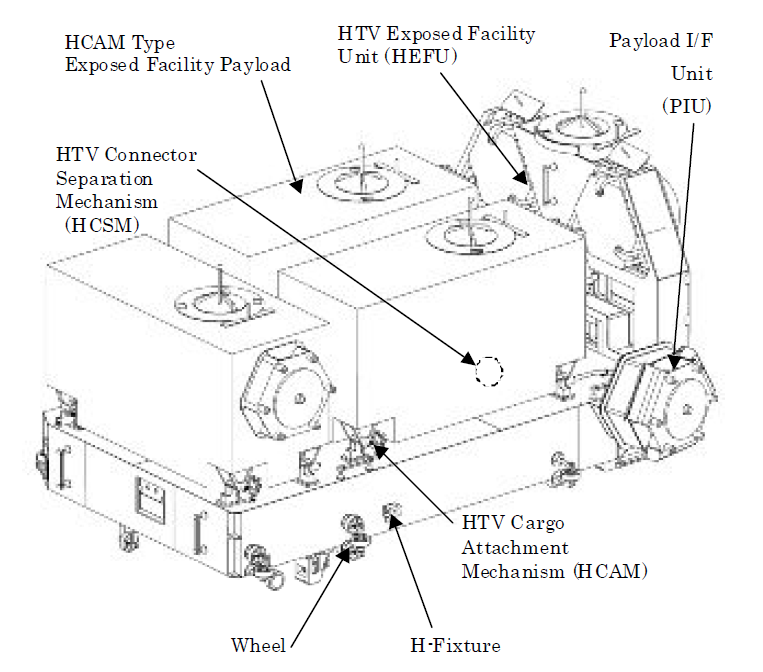 HCAM Type
Exposed Facility Payload
HTV Exposed Facility
Unit (HEFU)
Payload I/F
Unit
(PIU)
HTV Connector
Separation
Mechanism
(HCSM)
HTV Cargo
Attachment
Mechanism (HCAM)
Wheel
H-Fixture